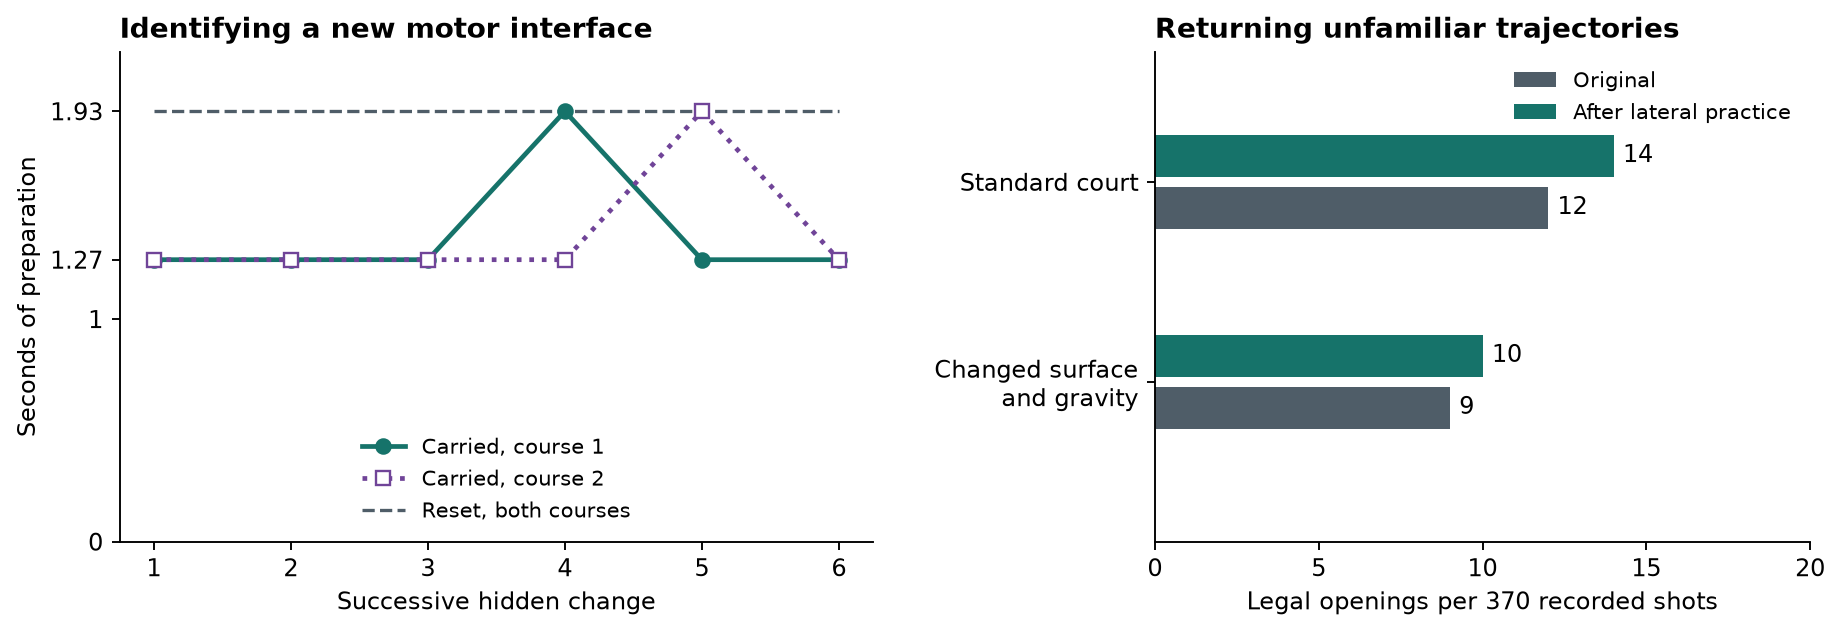 Identifying a new motor interface
Seconds of preparation
1.93
1.27
1
0
Carried, course 1
Carried, course 2
Reset, both courses
1 2 3 4 5 6
Successive hidden change
Returning unfamiliar trajectories
Original
After lateral practice
Standard court
14
12
Changed surface
and gravity
10
9
0 5 10 15 20
Legal openings per 370 recorded shots